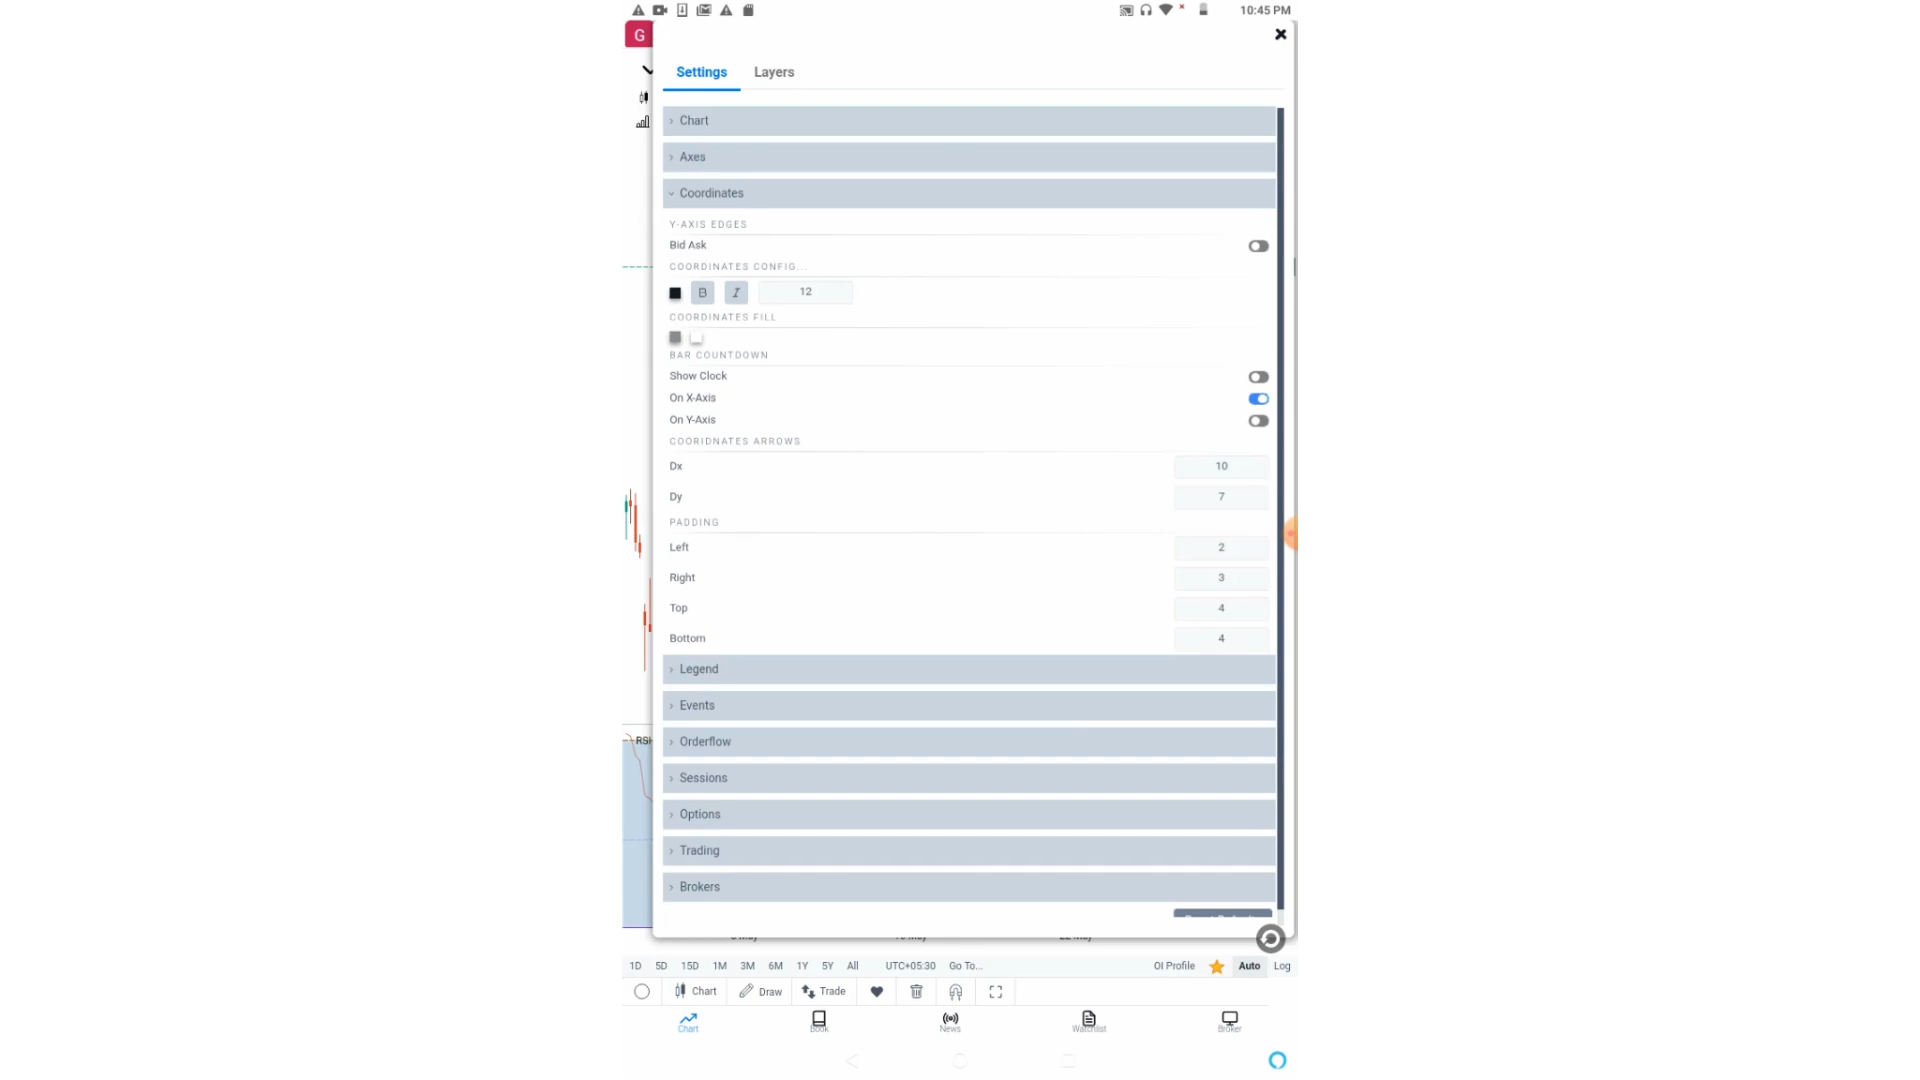 10:45 PM
G
Settings Layers
Chart
Axes
Coordinates
Y-AXIS EDGES
Bid Ask
COORDINATES CONFIG...
B I 12
COORDINATES FILL
BAR COUNTDOWN
Show Clock
On X-Axis
On Y-Axis
COORIDNATES ARROWS
Dx 10
Dy 7
PADDING
Left 2
Right 3
Top 4
Bottom 4
Legend
Events
Orderflow
RSI
Sessions
Options
Trading
Brokers
1D 5D 15D 1M 3M 6M 1Y 5Y All UTC+05:30 Go To... OI Profile Auto Log
Chart Draw Trade
Chart Book News Watchlist Broker